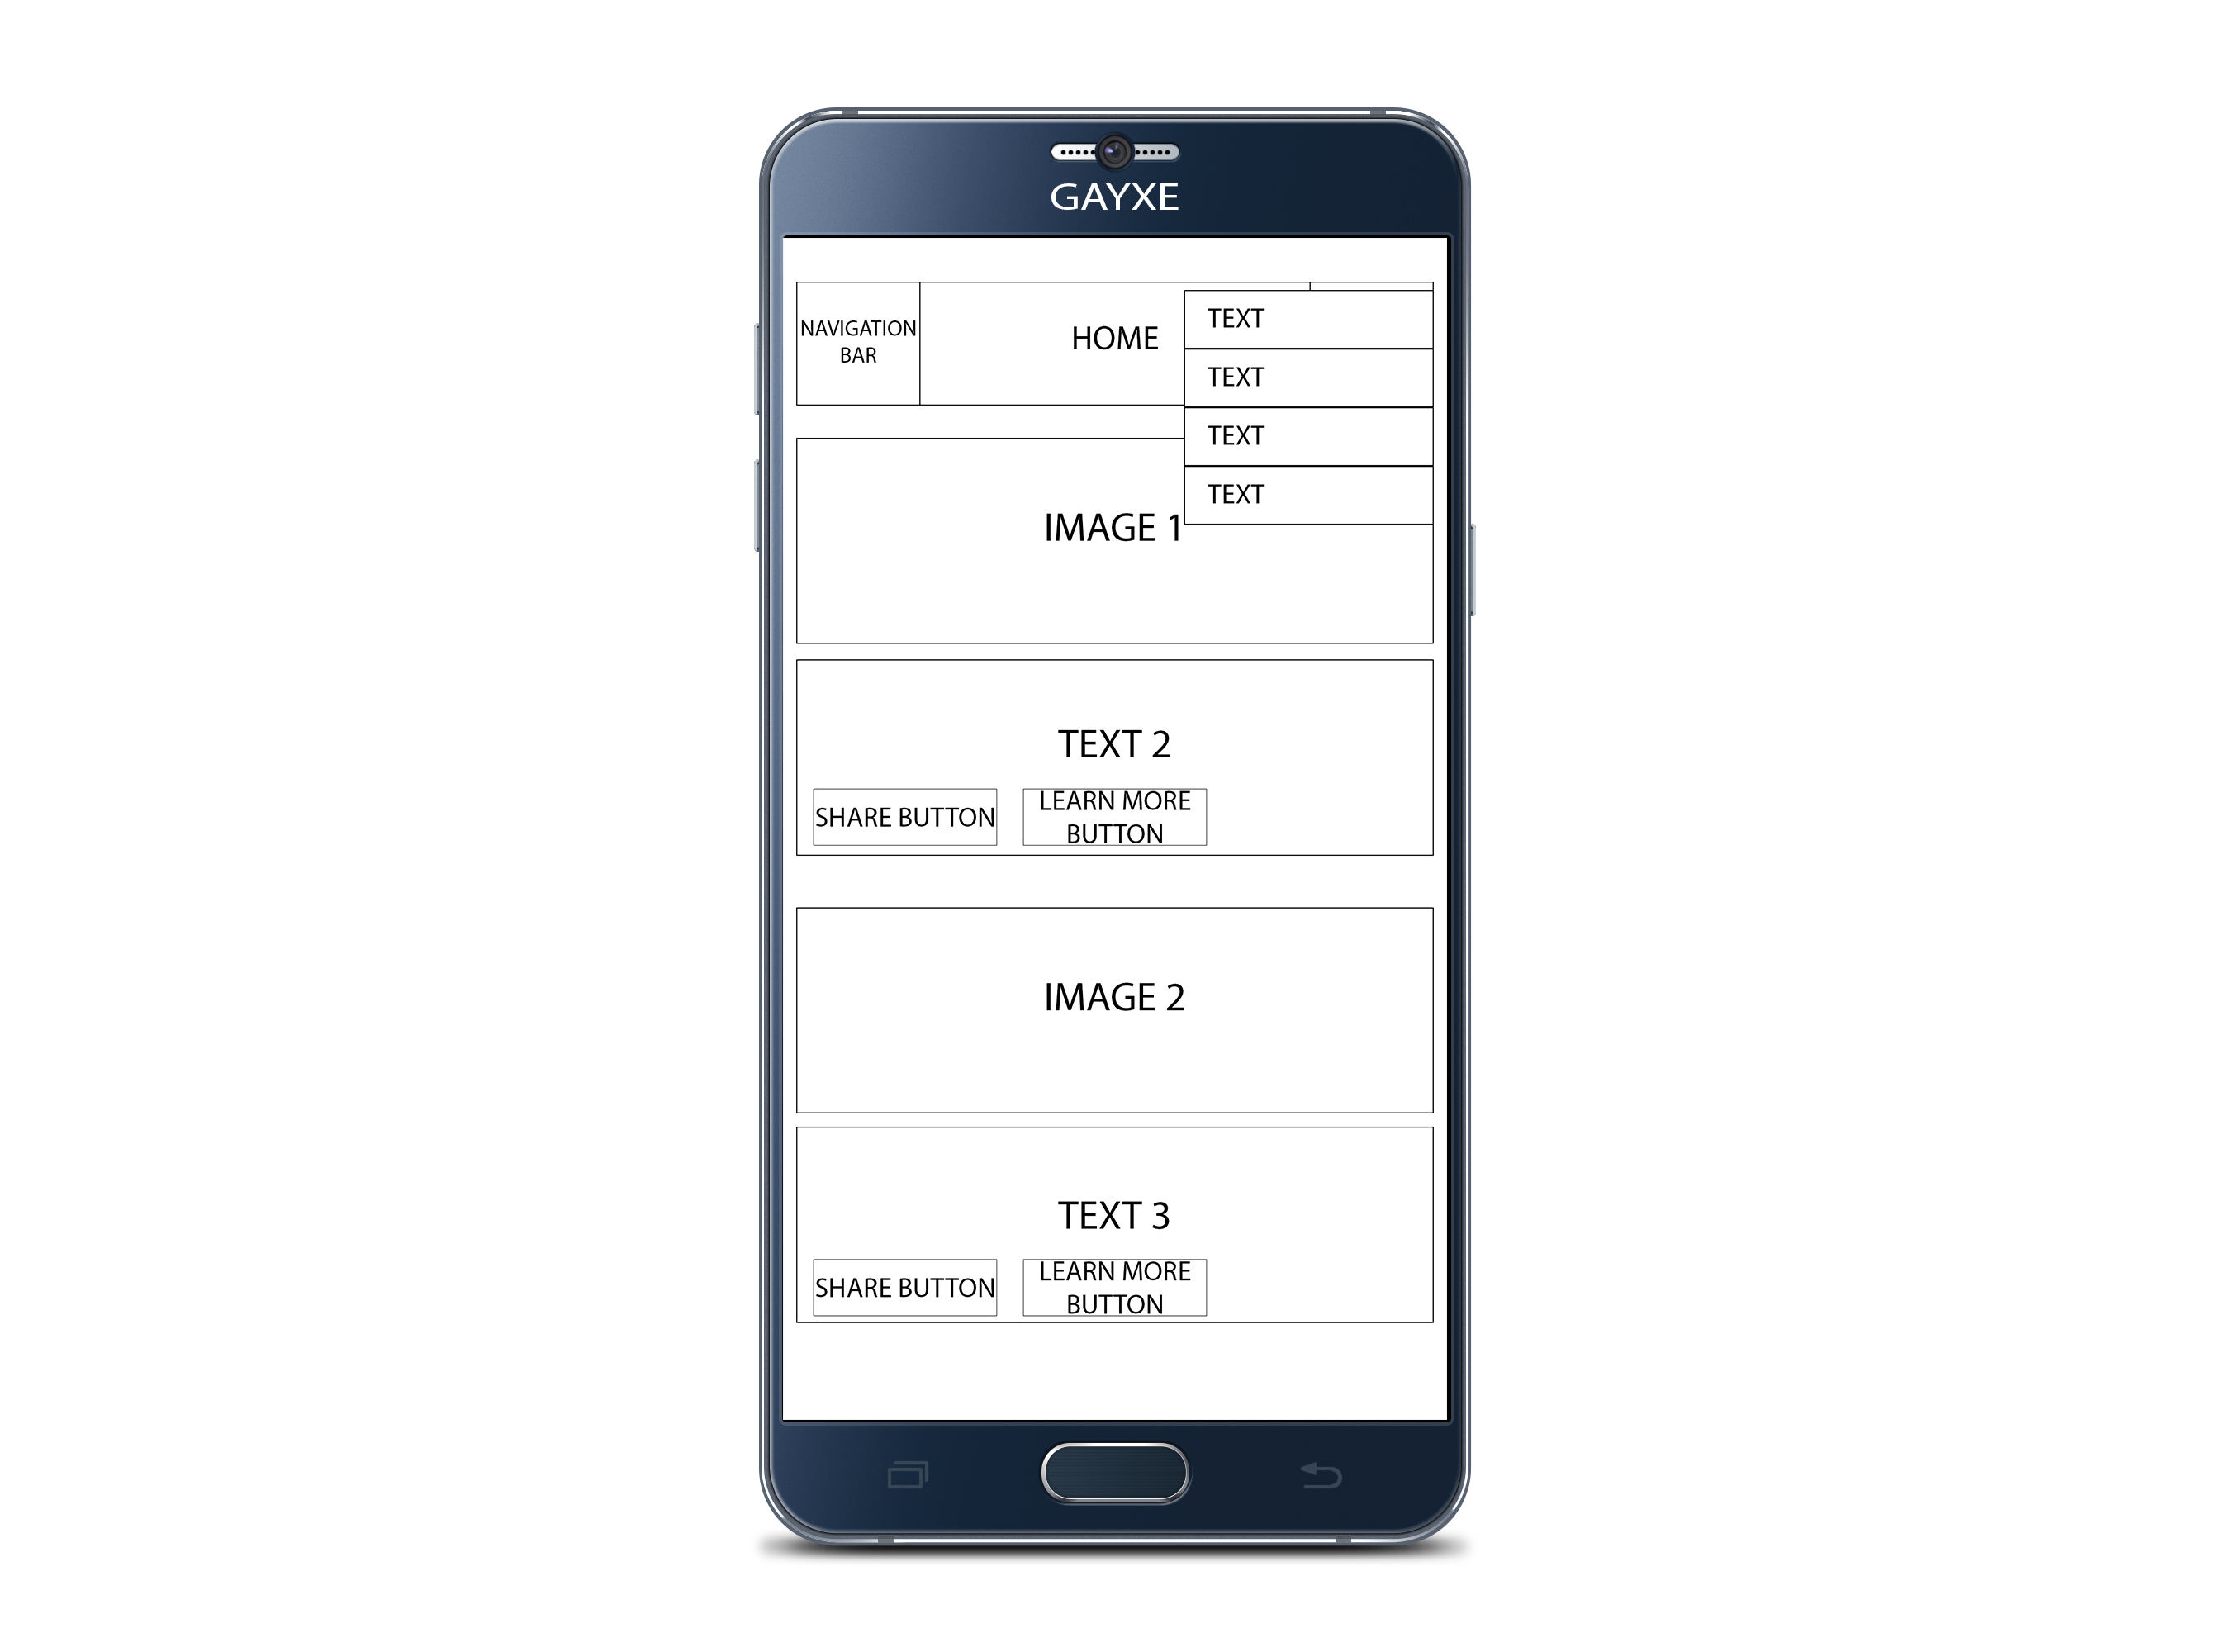 GAYXE
NAVIGATION
BAR
HOME
TEXT
TEXT
TEXT
TEXT
IMAGE 1
TEXT 2
SHARE BUTTON
LEARN MORE
BUTTON
IMAGE 2
TEXT 3
SHARE BUTTON
LEARN MORE
BUTTON